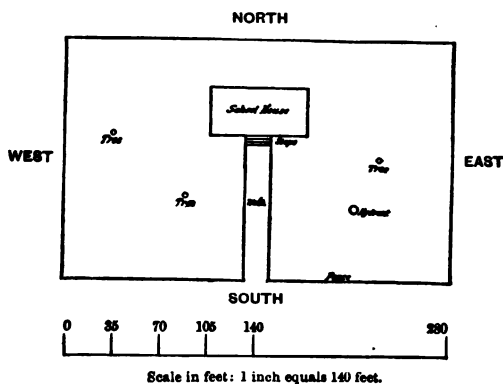 NORTH
School House
Steps
WEST
Tree
Tree
EAST
Tree
Walk
Hydrant
Fence
SOUTH
0 35 70 105 140 280
Scale in feet: 1 inch equals 140 feet.